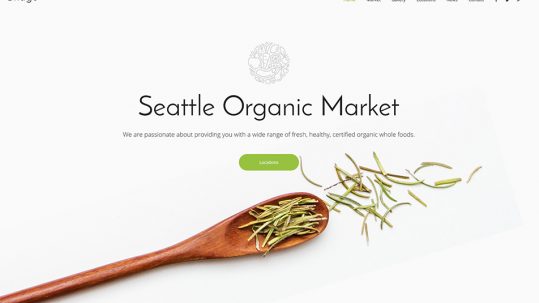 Home Market Gallery Locations News Contact
Seattle Organic Market
We are passionate about providing you with a wide range of fresh, healthy, certified organic whole foods.
Locations